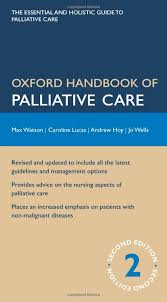 THE ESSENTIAL AND HOLISTIC GUIDE TO
PALLIATIVE CARE
OXFORD HANDBOOK OF
PALLIATIVE CARE
Max Watson | Caroline Lucas | Andrew Hoy | Jo Wells
Revised and updated to include all the latest
guidelines and management options
Provides advice on the nursing aspects of
palliative care
Places an increased emphasis on patients with
non-malignant diseases
SECOND EDITION
2
SECOND EDITION